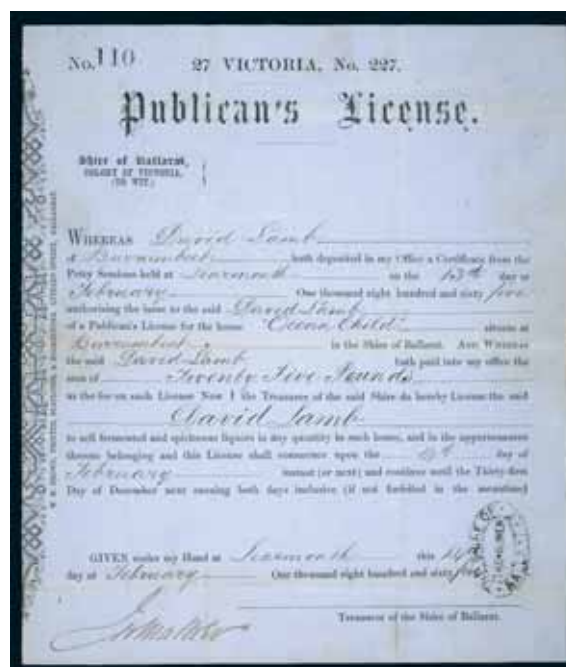 No. 110 27 VICTORIA, No. 227.
Publican's License.
Shire of Ballarat,
COLONY OF VICTORIA,
(TO WIT.)
WHEREAS David Lamb
of Burrumbeet hath deposited in my Office a Certificate from the
Petty Sessions held at Learmonth on the 13th day of
February One thousand eight hundred and sixty five
authorising the issue to the said David Lamb
of a Publican's License for the house "Ocean Child" situate at
Burrumbeet in the Shire of Ballarat. AND WHEREAS
the said David Lamb hath paid into my office the
sum of Twenty Five Pounds
as the fee on such License Now I the Treasurer of the said Shire do hereby License the said
David Lamb
to sell fermented and spirituous liquors in any quantity in such house, and in the appurtenances
thereto belonging and this License shall commence upon the day of
February instant (or next) and continue until the Thirty-first
Day of December next ensuing both days inclusive (if not forfeited in the meantime)
GIVEN under my Hand at Learmonth this 14th
day of February One thousand eight hundred and sixty five
Treasurer of the Shire of Ballarat.